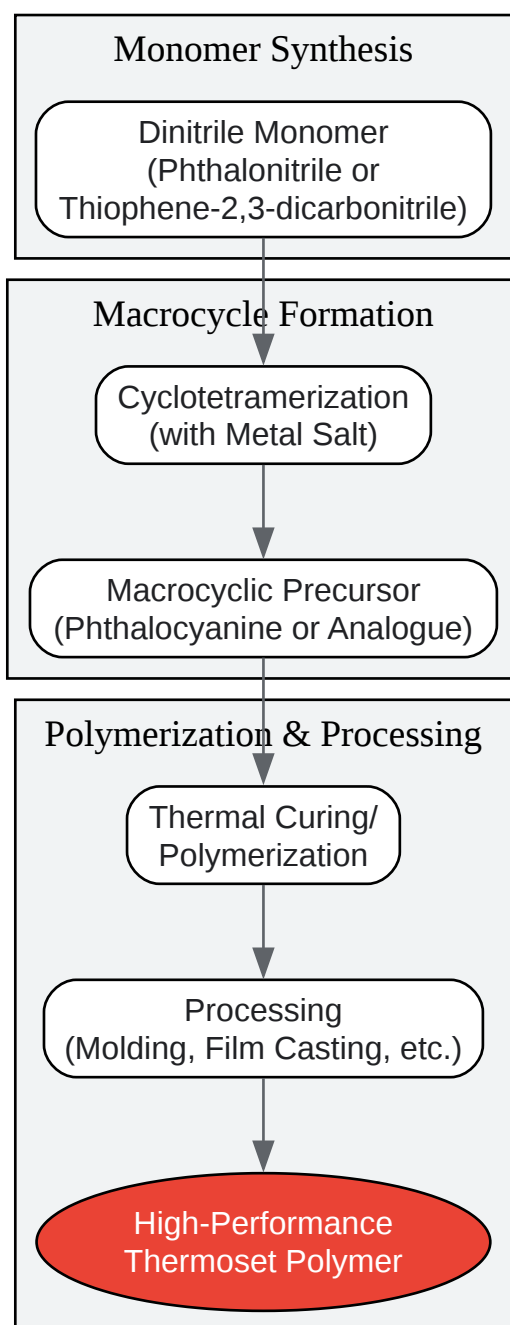 Monomer Synthesis
Dinitrile Monomer
(Phthalonitrile or
Thiophene-2,3-dicarbonitrile)
Macrocycle Formation
Cyclotetramerization
(with Metal Salt)
Macrocyclic Precursor
(Phthalocyanine or Analogue)
Polymerization & Processing
Thermal Curing/
Polymerization
Processing
(Molding, Film Casting, etc.)
High-Performance
Thermoset Polymer